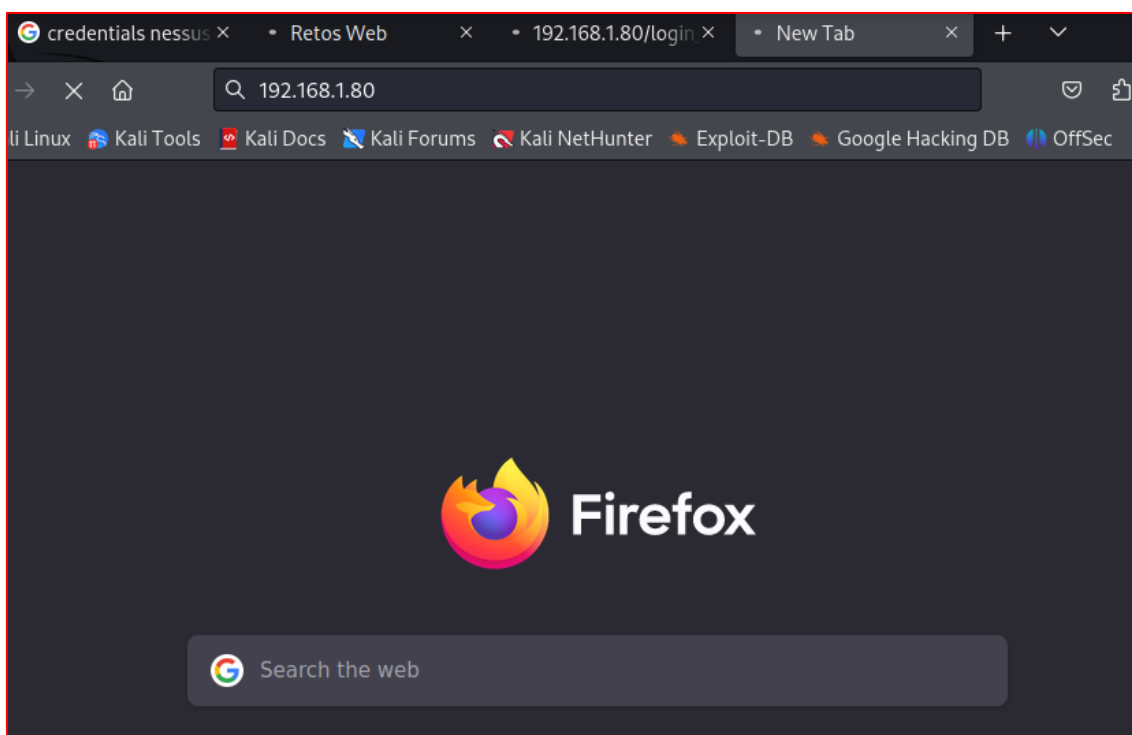 credentials nessus
Retos Web
192.168.1.80/login_
New Tab
192.168.1.80
li Linux Kali Tools Kali Docs Kali Forums Kali NetHunter Exploit-DB Google Hacking DB OffSec
Firefox
Search the web